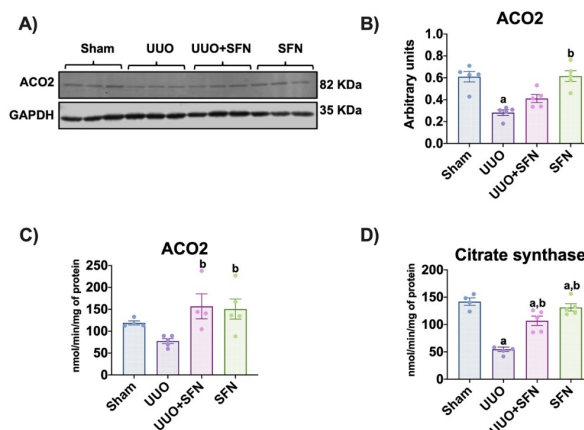 A)
Sham UUO UUO+SFN SFN
ACO2 82 KDa
GAPDH 35 KDa
B)
ACO2
Arbitrary units
1.0
0.8
0.6
0.4
0.2
0.0
a
b
Sham UUO UUO+SFN SFN
C)
ACO2
nmol/min/mg of protein
250
200
150
100
50
0
b b
Sham UUO UUO+SFN SFN
D)
Citrate synthase
nmol/min/mg of protein
150
100
50
0
a
a,b
a,b
Sham UUO UUO+SFN SFN